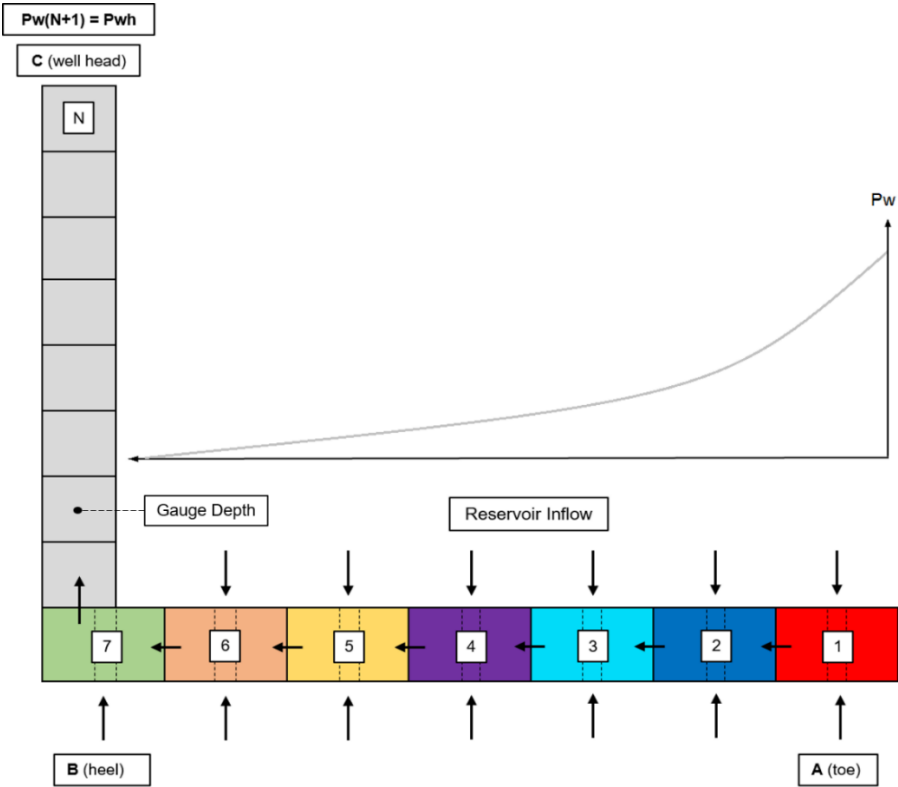 Pw(N+1) = Pwh
C (well head)
N
Pw
Gauge Depth
Reservoir Inflow
7
6
5
4
3
2
1
B (heel)
A (toe)